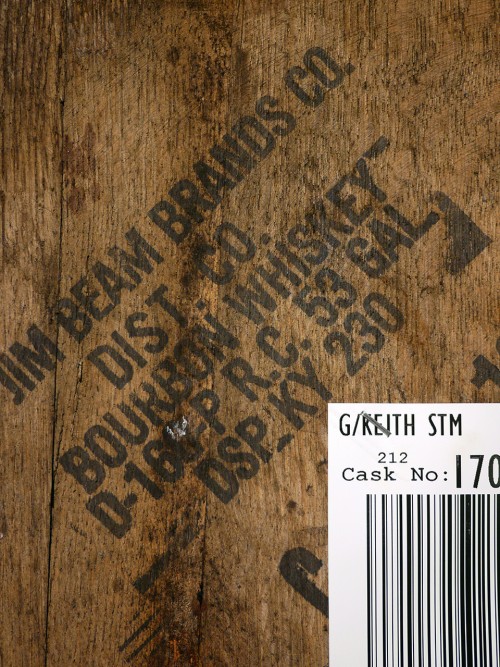 JIM BEAM BRANDS CO.
DIST. CO.
BOURBON WHISKEY
R.C. 53 GAL
DSP-KY 230
G/KEITH STM
212
Cask No: 170